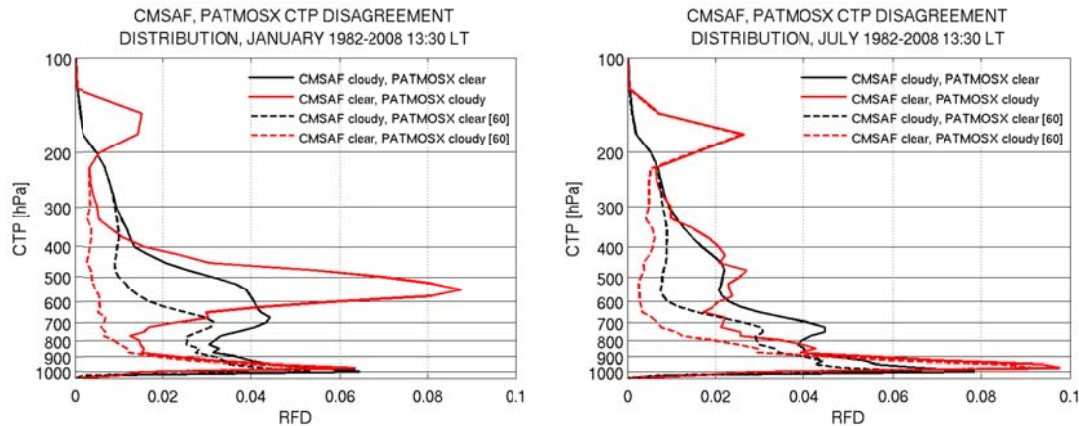 CMSAF, PATMOSX CTP DISAGREEMENT
DISTRIBUTION, JANUARY 1982-2008 13:30 LT
100
200
300
400
500
600
700
800
900
1000
CTP [hPa]
CMSAF cloudy, PATMOSX clear
CMSAF clear, PATMOSX cloudy
CMSAF cloudy, PATMOSX clear[60]
CMSAF clear, PATMOSX cloudy [60]
0 0.02 0.04 0.06 0.08 0.1
RFD
CMSAF, PATMOSX CTP DISAGREEMENT
DISTRIBUTION, JULY 1982-2008 13:30 LT
100
200
300
400
500
600
700
800
900
1000
CTP [hPa]
CMSAF cloudy, PATMOSX clear
CMSAF clear, PATMOSX cloudy
CMSAF cloudy, PATMOSX clear[60]
CMSAF clear, PATMOSX cloudy [60]
0 0.02 0.04 0.06 0.08 0.1
RFD